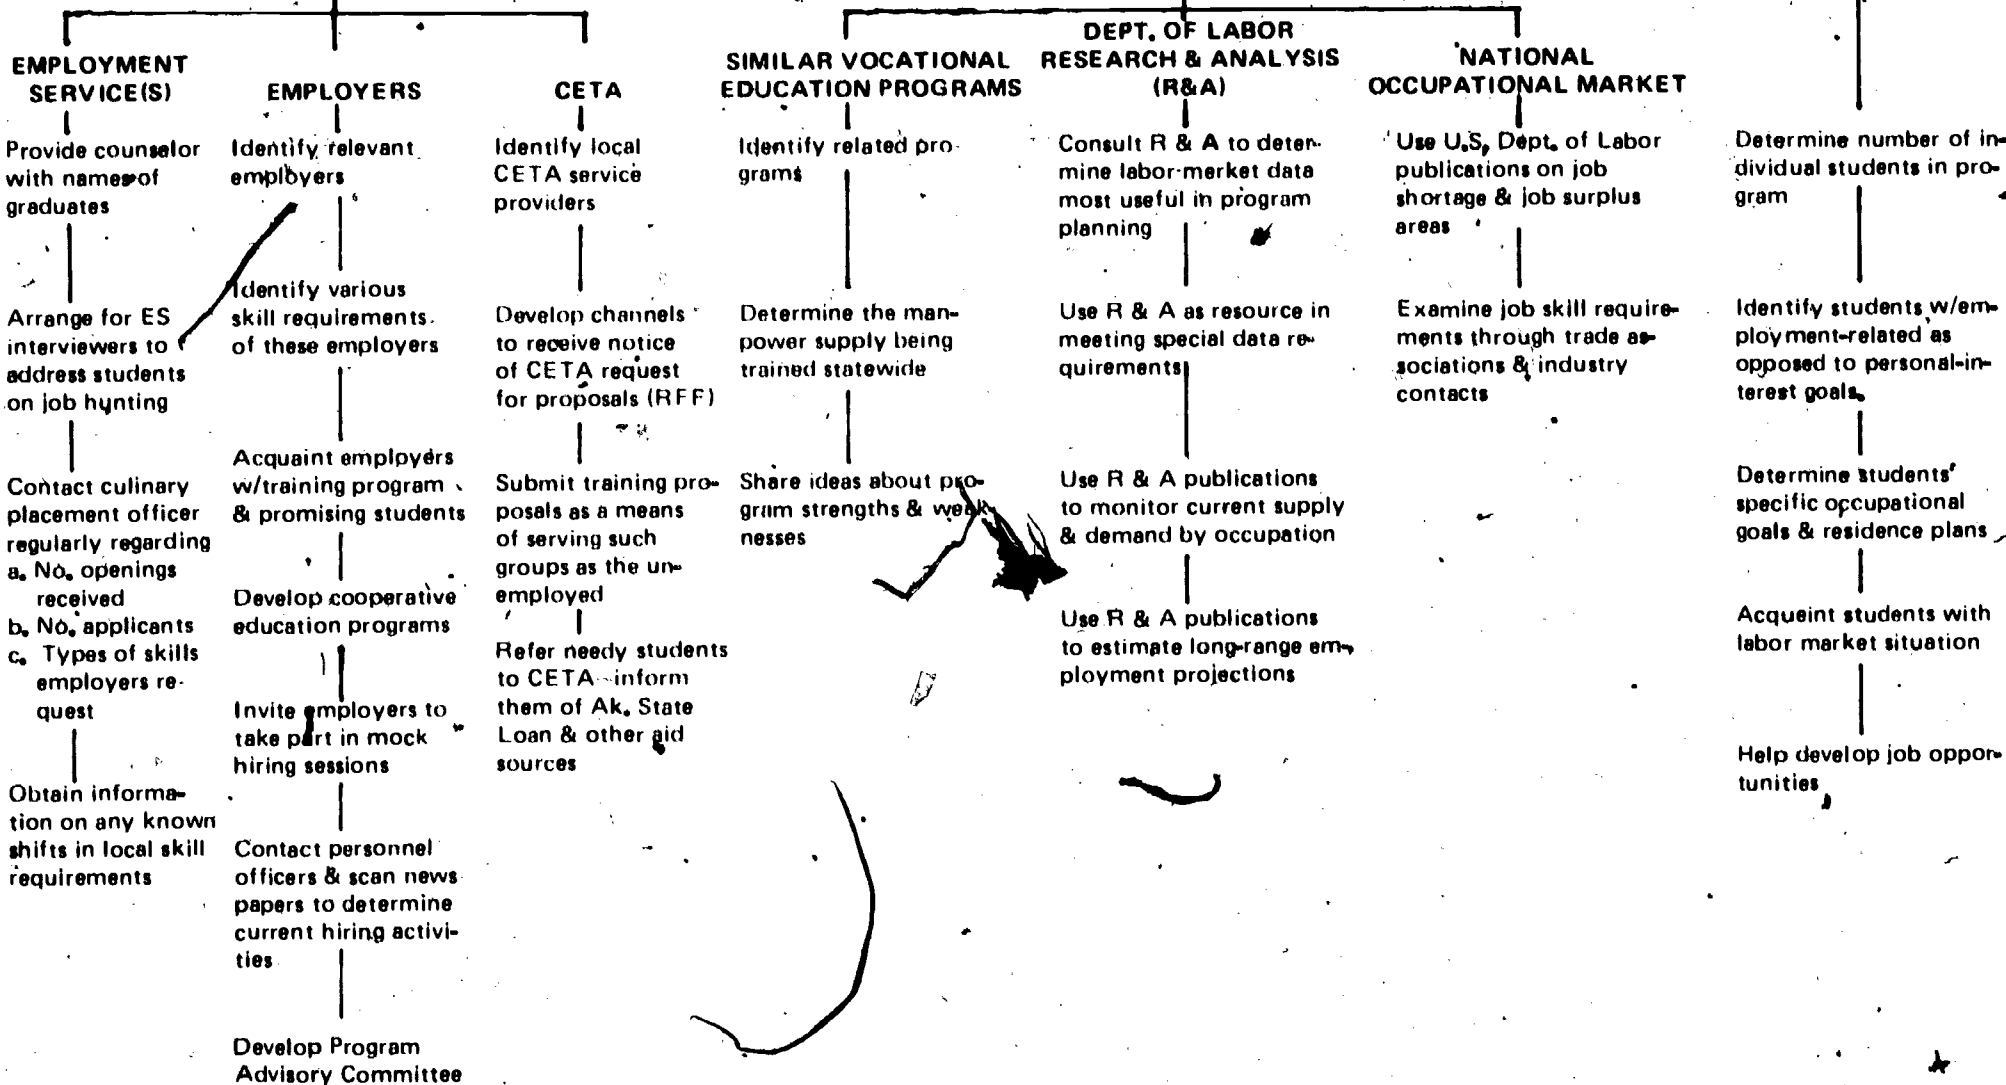 EMPLOYMENT
SERVICE(S)
Provide counselor
with names of
graduates
Arrange for ES
interviewers to
address students
on job hunting
Contact culinary
placement officer
regularly regarding
a. No. openings
received
b. No. applicants
c. Types of skills
employers re-
quest
Obtain informa-
tion on any known
shifts in local skill
requirements
EMPLOYERS
Identify relevant
employers
Identify various
skill requirements
of these employers
Acquaint employers
w/training program
& promising students
Develop cooperative
education programs
Invite employers to
take part in mock
hiring sessions
Contact personnel
officers & scan news
papers to determine
current hiring activi-
ties
Develop Program
Advisory Committee
CETA
Identify local
CETA service
providers
Develop channels
to receive notice
of CETA request
for proposals (RFF)
Submit training pro-
posals as a means
of serving such
groups as the un-
employed
Refer needy students
to CETA--inform
them of Ak. State
Loan & other aid
sources
SIMILAR VOCATIONAL
EDUCATION PROGRAMS
Identify related pro-
grams
Determine the man-
power supply being
trained statewide
Share ideas about pro-
gram strengths & weak-
nesses
DEPT. OF LABOR
RESEARCH & ANALYSIS
(R&A)
Consult R & A to deter-
mine labor-market data
most useful in program
planning
Use R & A as resource in
meeting special data re-
quirements
Use R & A publications
to monitor current supply
& demand by occupation
Use R & A publications
to estimate long-range em-
ployment projections
NATIONAL
OCCUPATIONAL MARKET
Use U.S. Dept. of Labor
publications on job
shortage & job surplus
areas
Examine job skill require-
ments through trade as-
sociations & industry
contacts
Determine number of in-
dividual students in pro-
gram
Identify students w/em-
ployment-related as
opposed to personal-in-
terest goals.
Determine students'
specific occupational
goals & residence plans
Acqueint students with
labor market situation
Help develop job oppor-
tunities